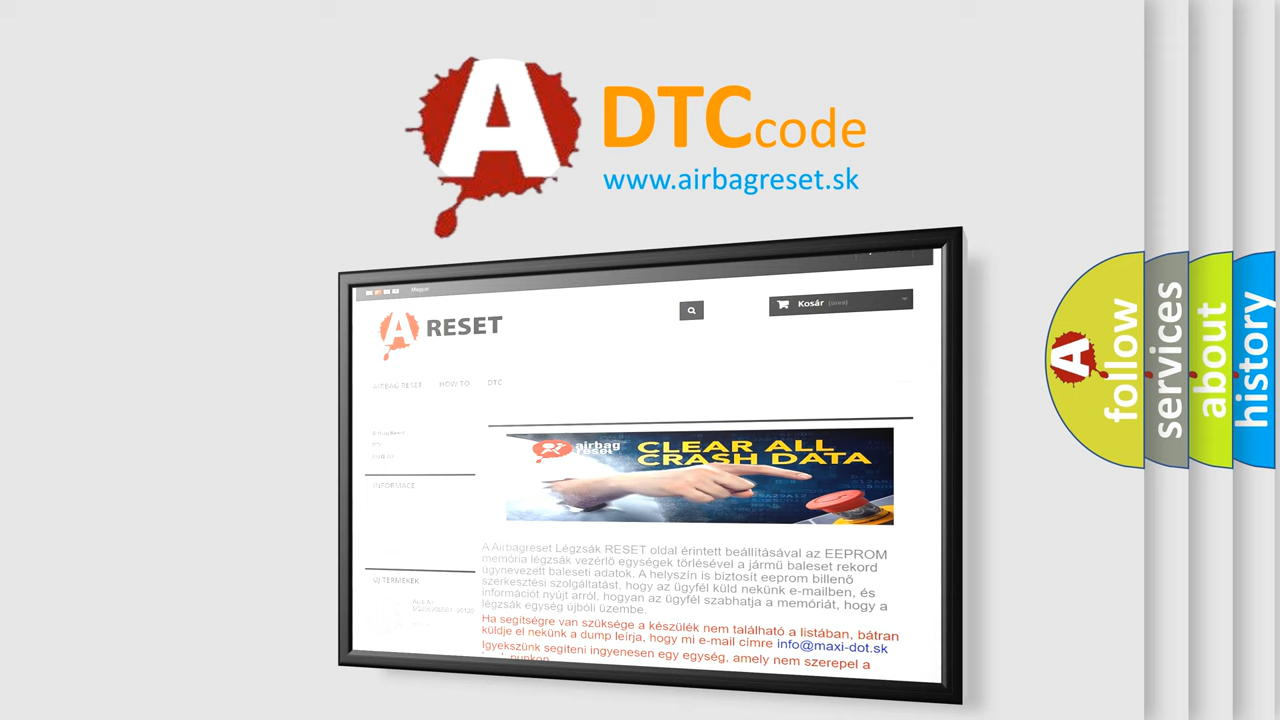 A
DTCcode
www.airbagreset.sk
Magyar
A RESET
Kosár (üres)
AIRBAG RESET HOW TO DTC
INFORMACE
ÚJ TERMÉKEK
airbag
reset
CLEAR ALL
CRASH DATA
A Airbagreset Légzsák RESET oldal érintett beállításával az EEPROM
memória légzsák vezérlő egységek törlésével a jármű baleset rekord
úgynevezett baleseti adatok. A helyszín is biztosít eeprom billenő
szerkesztési szolgáltatást, hogy az ügyfél küld nekünk e-mailben, és
információt nyújt arról, hogyan az ügyfél szabhatja a memóriát, hogy a
légzsák egység újbóli üzembe.
Ha segítségre van szüksége a készülék nem található a listában, bátran
küldje el nekünk a dump leírja, hogy mi e-mail címre info@maxi-dot.sk
Igyekszünk segíteni ingyenesen egy egység, amely nem szerepel a
A
follow
services
about
history